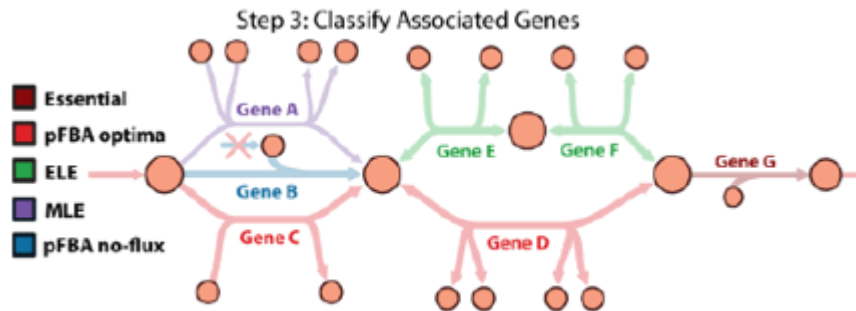 Step 3: Classify Associated Genes
Essential
pFBA optima
ELE
MLE
pFBA no-flux
Gene A
Gene B
Gene C
Gene E
Gene F
Gene D
Gene G